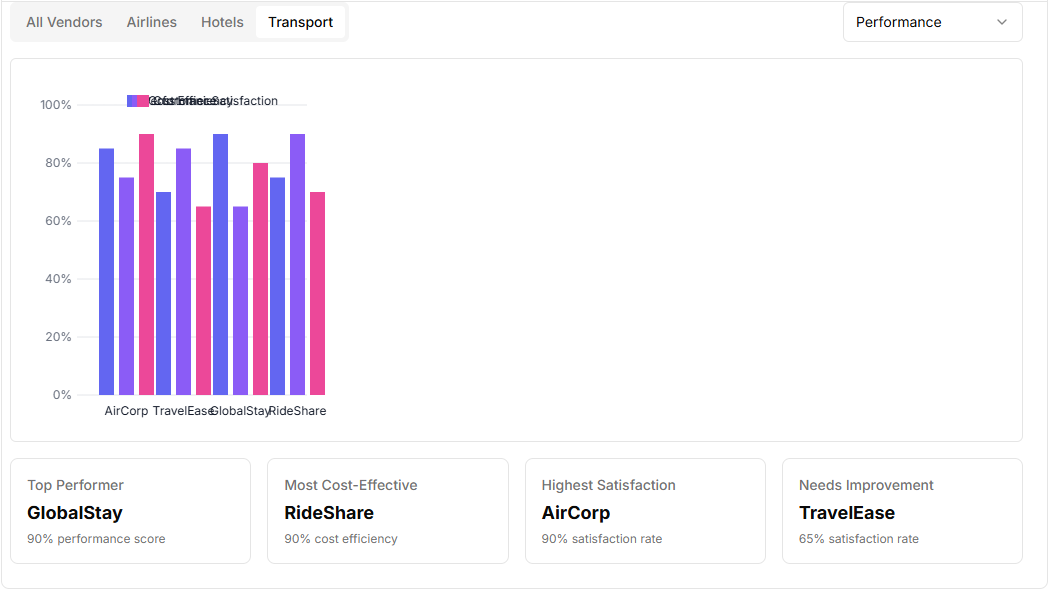 All Vendors Airlines Hotels Transport Performance
Satisfaction
100%
80%
60%
40%
20%
0%
AirCorp TravelEase GlobalStay RideShare
Top Performer
GlobalStay
90% performance score
Most Cost-Effective
RideShare
90% cost efficiency
Highest Satisfaction
AirCorp
90% satisfaction rate
Needs Improvement
TravelEase
65% satisfaction rate